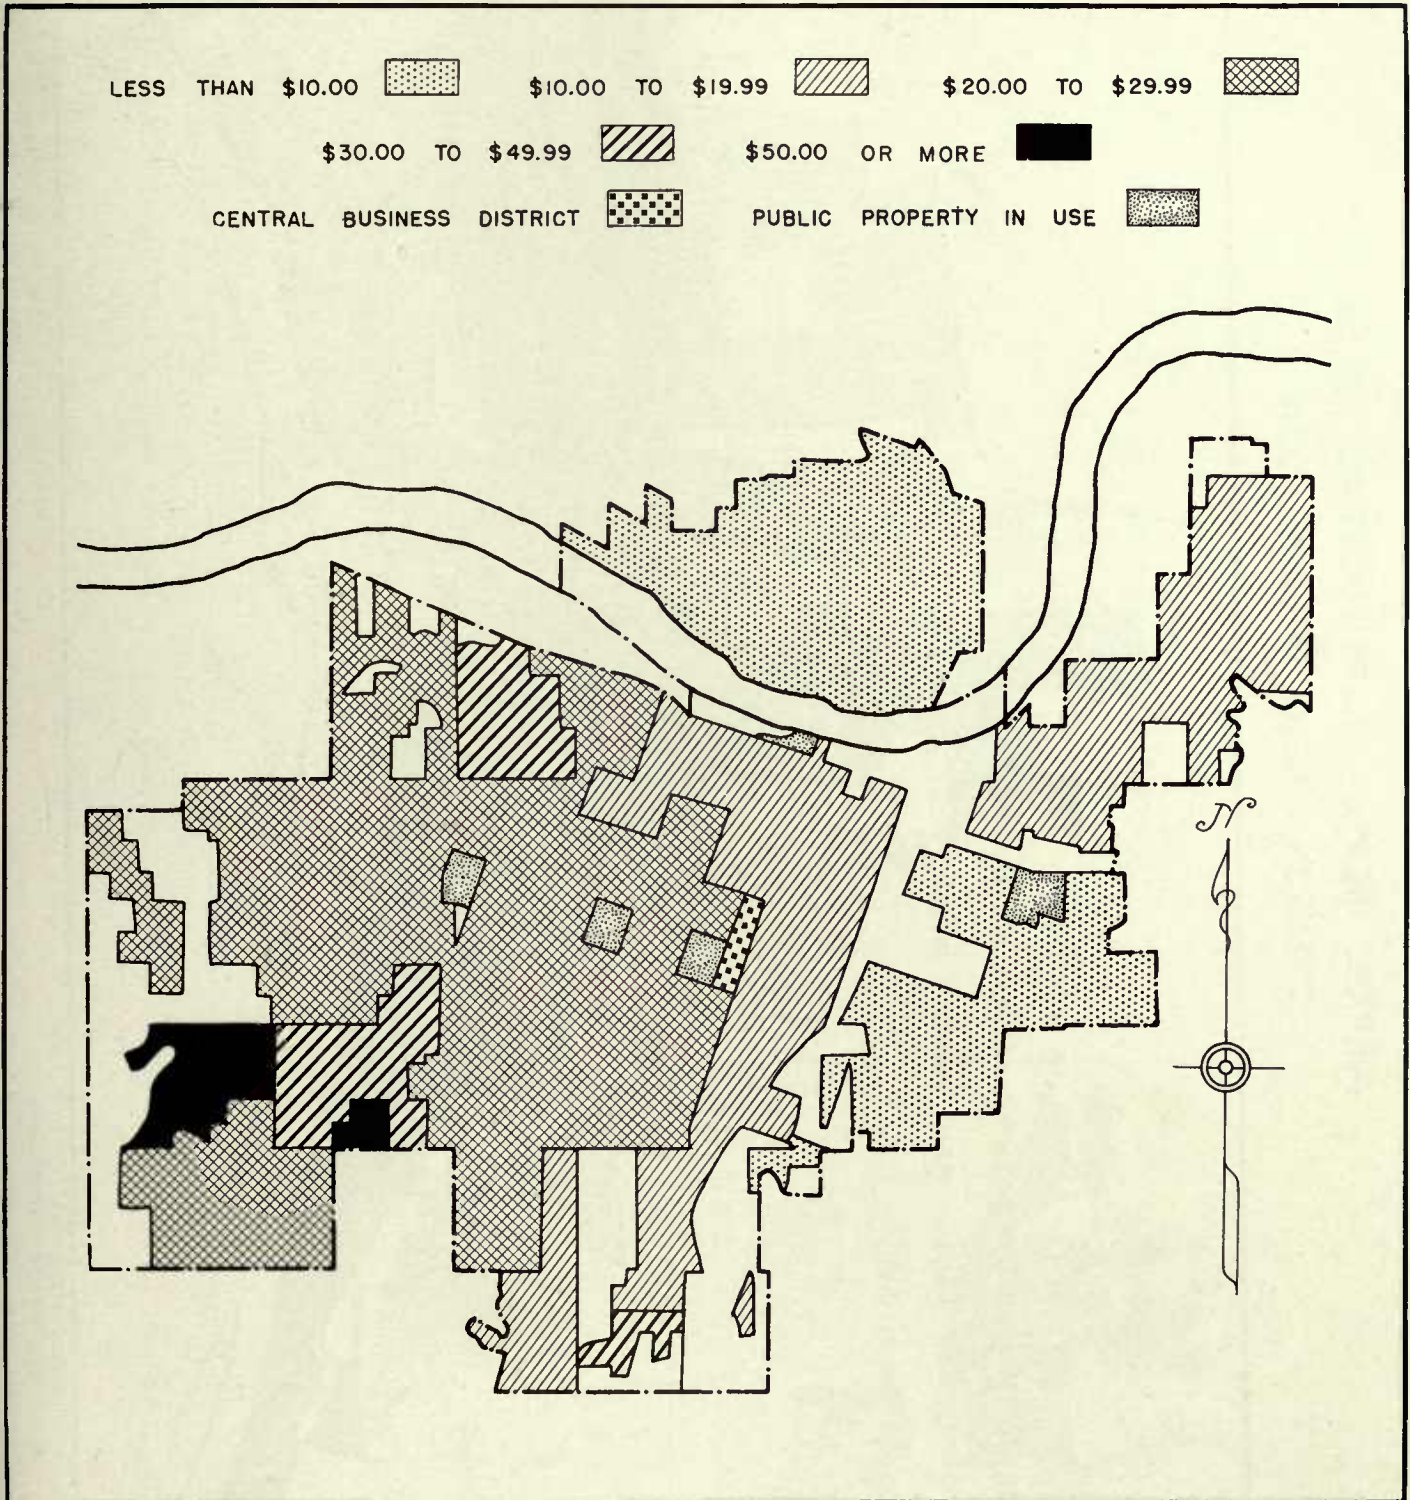 LESS THAN $10.00 $10.00 TO $19.99 $20.00 TO $29.99
$30.00 TO $49.99 $50.00 OR MORE
CENTRAL BUSINESS DISTRICT PUBLIC PROPERTY IN USE
N